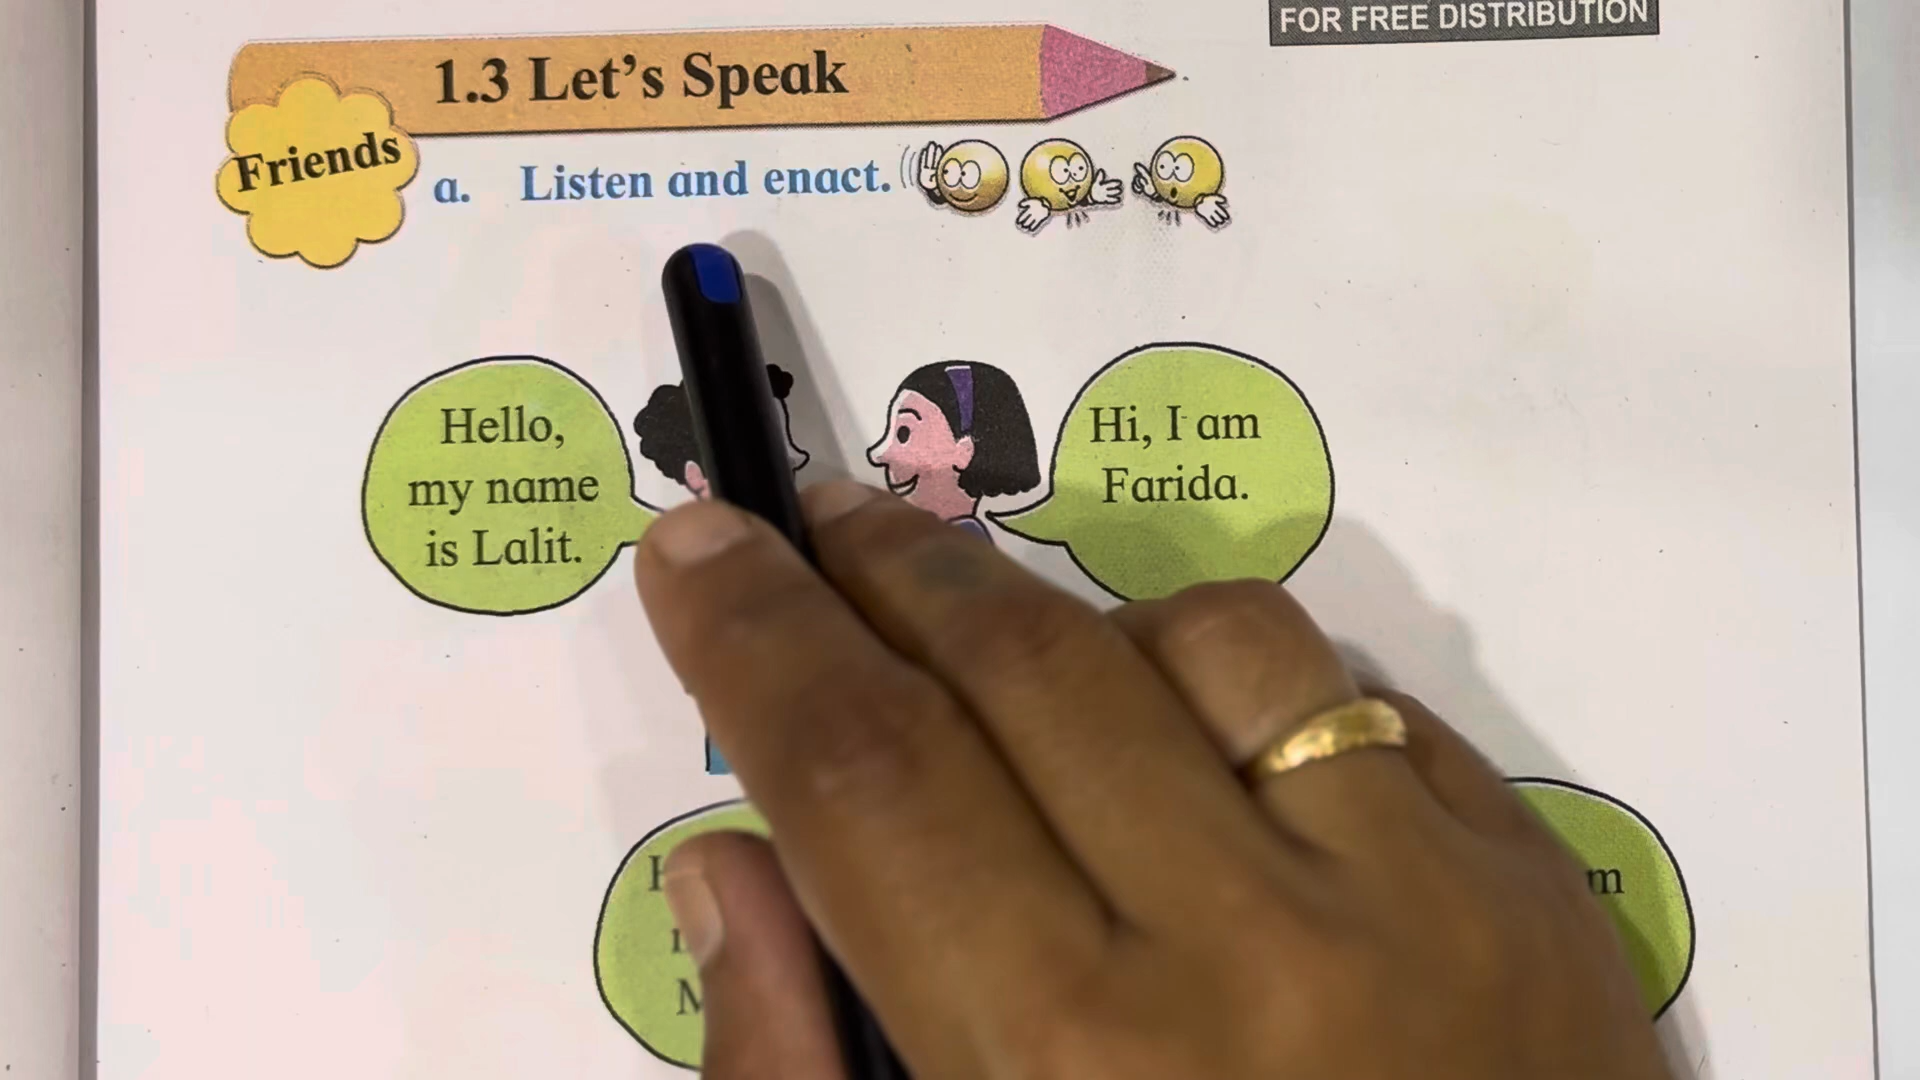 FOR FREE DISTRIBUTION
1.3 Let's Speak
Friends
a. Listen and enact.
Hello,
my name
is Lalit.
Hi, I am
Farida.